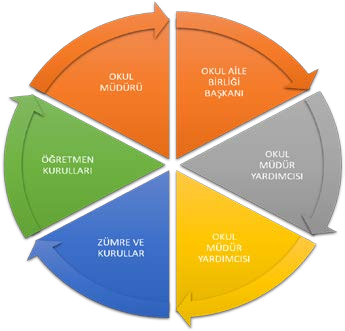 OKUL
MÜDÜRÜ
OKUL AİLE
BİRLİĞİ
BAŞKANI
OKUL
MÜDÜR
YARDIMCISI
OKUL
MÜDÜR
YARDIMCISI
ZÜMRE VE
KURULLAR
ÖĞRETMEN
KURULLARI